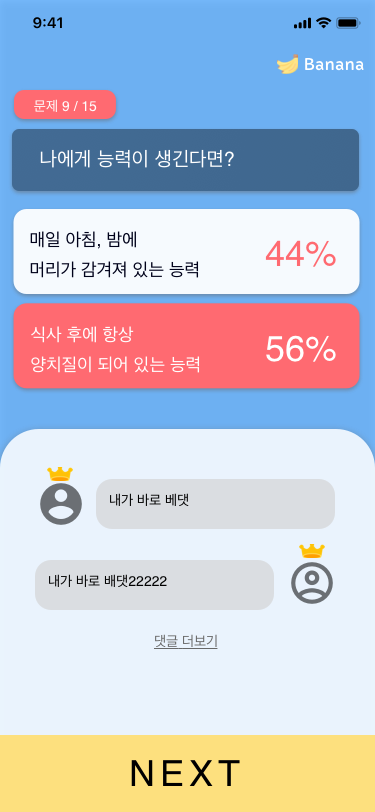 9:41
Banana
문제 9 / 15
나에게 능력이 생긴다면?
매일 아침, 밤에
머리가 감겨져 있는 능력
44%
식사 후에 항상
양치질이 되어 있는 능력
56%
내가 바로 베댓
내가 바로 배댓22222
댓글 더보기
NEXT